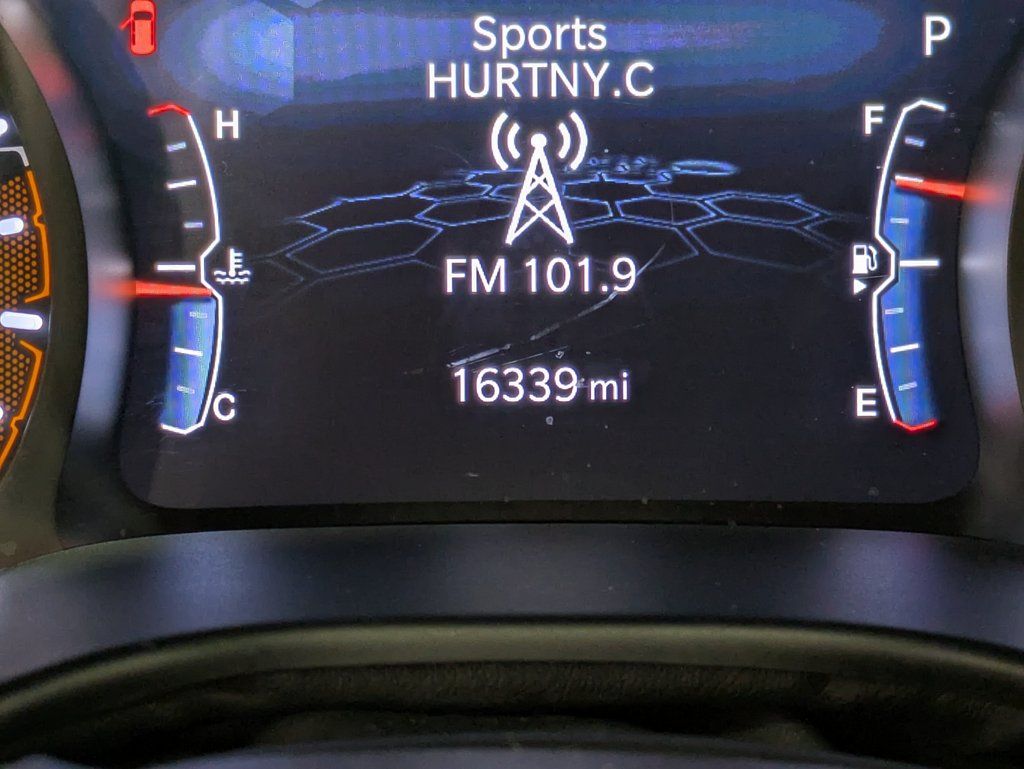 Sports
P
HURTNY.C
H
F
FM 101.9
16339 mi
C
E